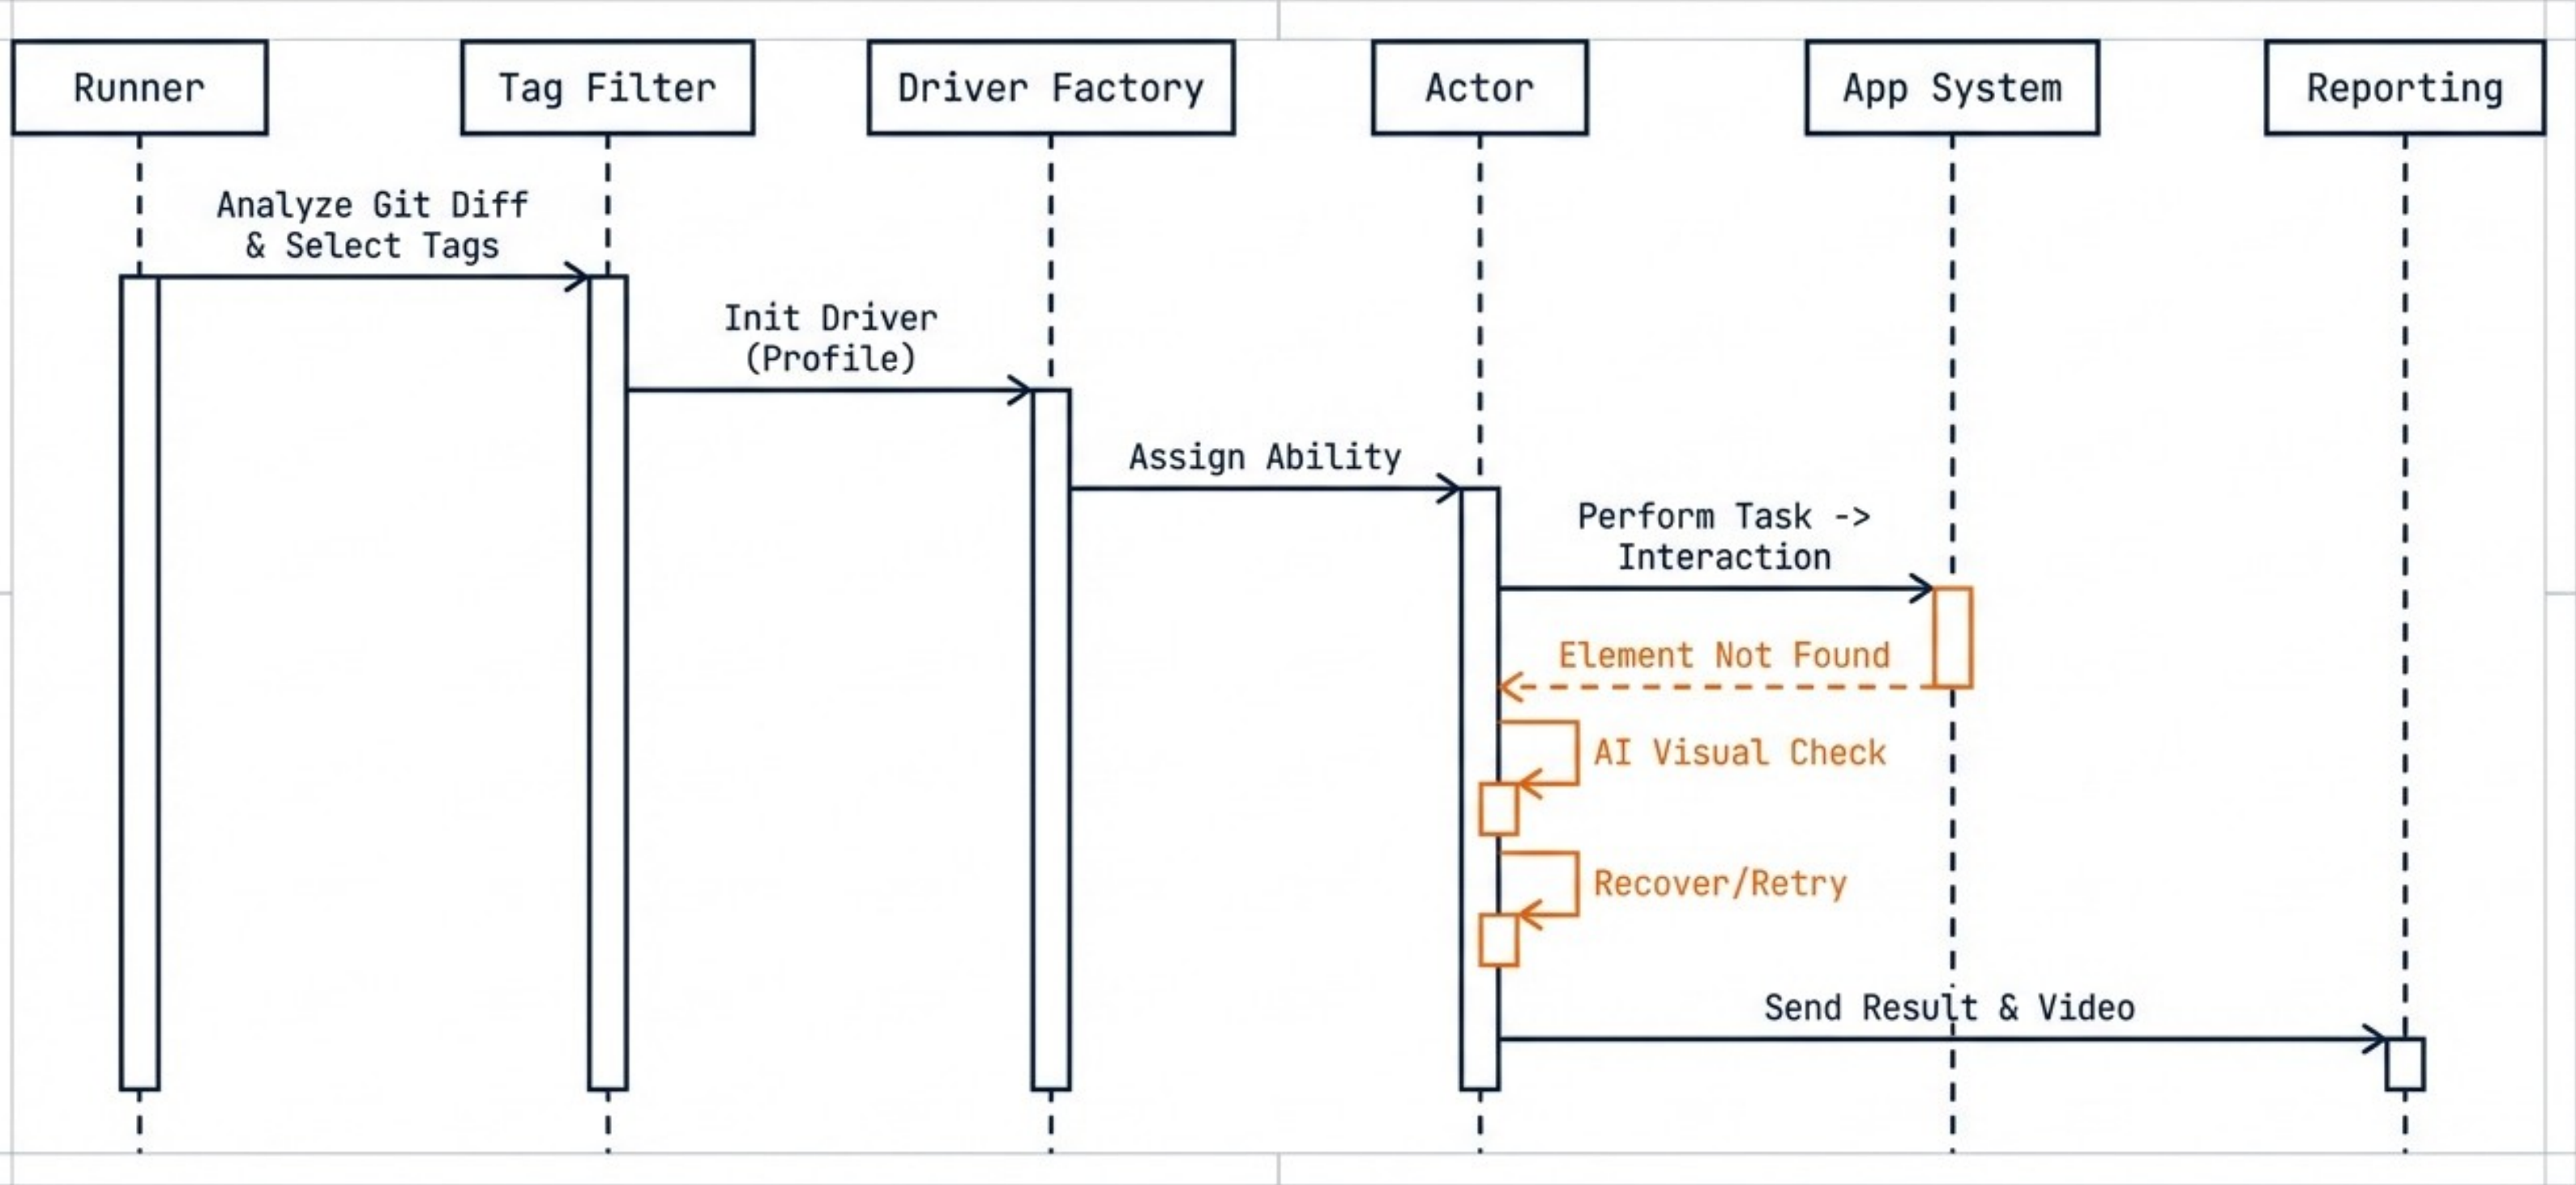 Runner
Tag Filter
Driver Factory
Actor
App System
Reporting
Analyze Git Diff
& Select Tags
Init Driver
(Profile)
Assign Ability
Perform Task ->
Interaction
Element Not Found
AI Visual Check
Recover/Retry
Send Result & Video